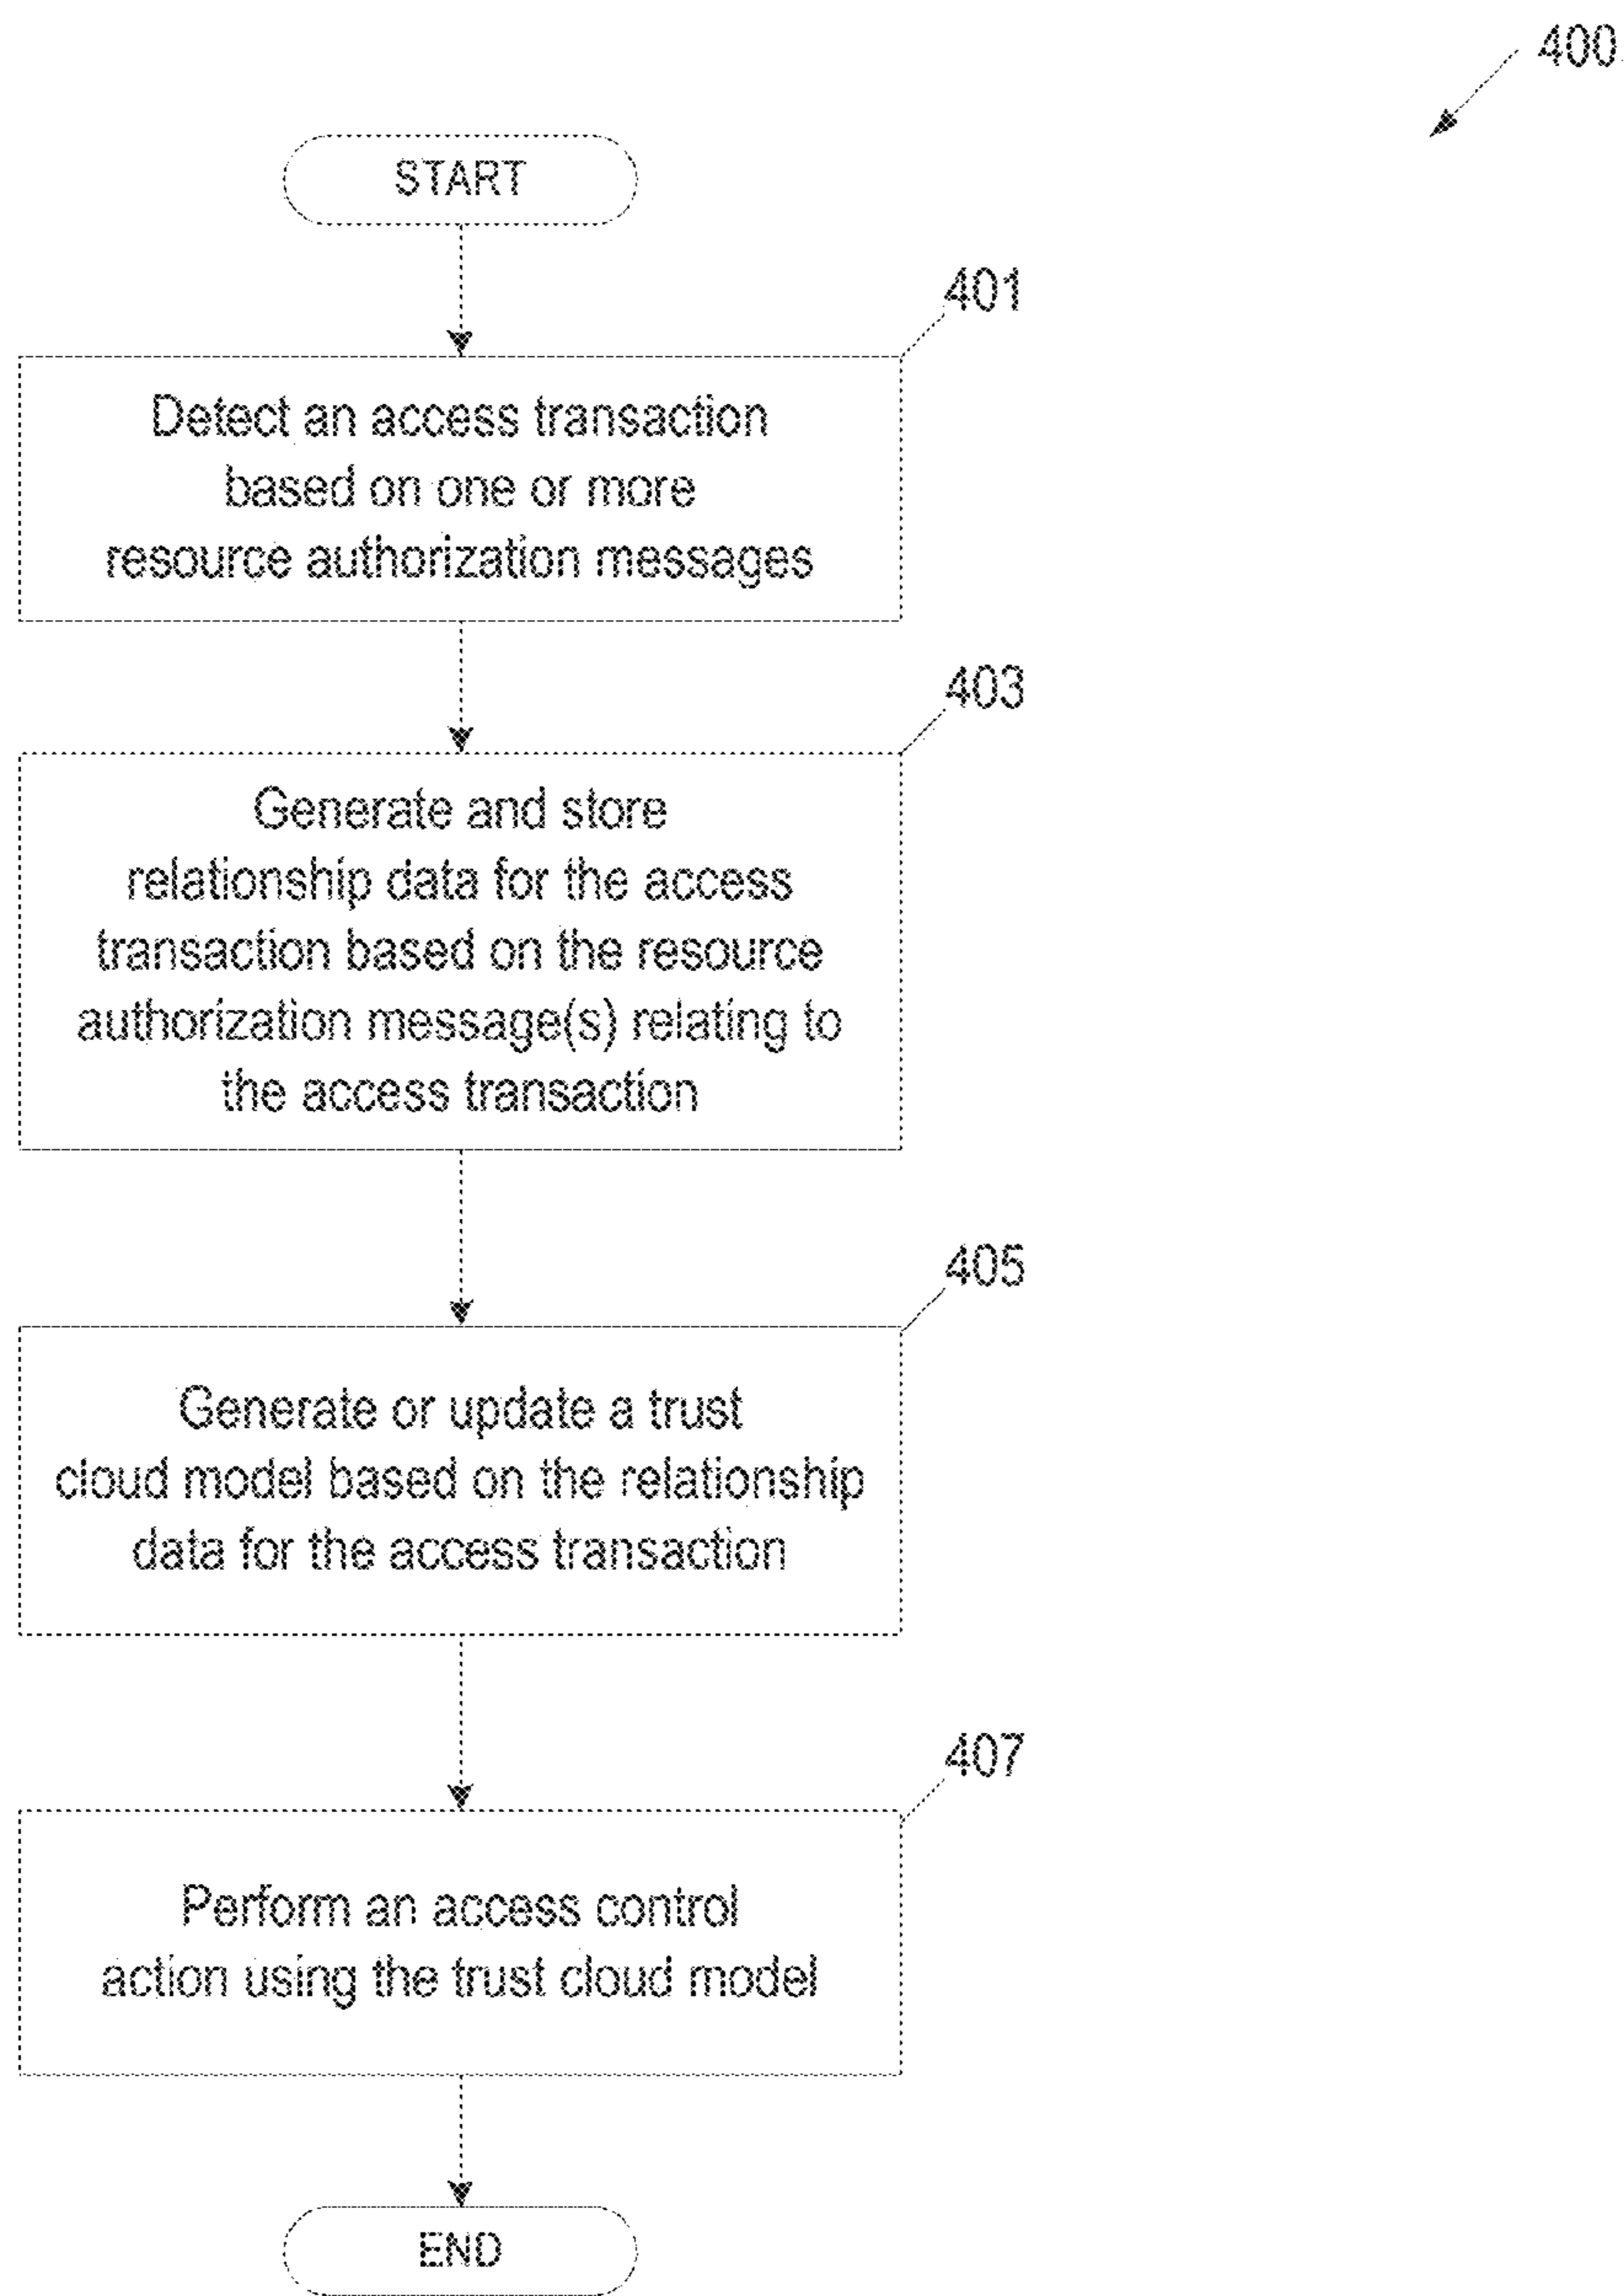 400
START
401
Detect an access transaction
based on one or more
resource authorization messages
403
Generate and store
relationship data for the access
transaction based on the resource
authorization message(s) relating to
the access transaction
405
Generate or update a trust
cloud model based on the relationship
data for the access transaction
407
Perform an access control
action using the trust cloud model
END